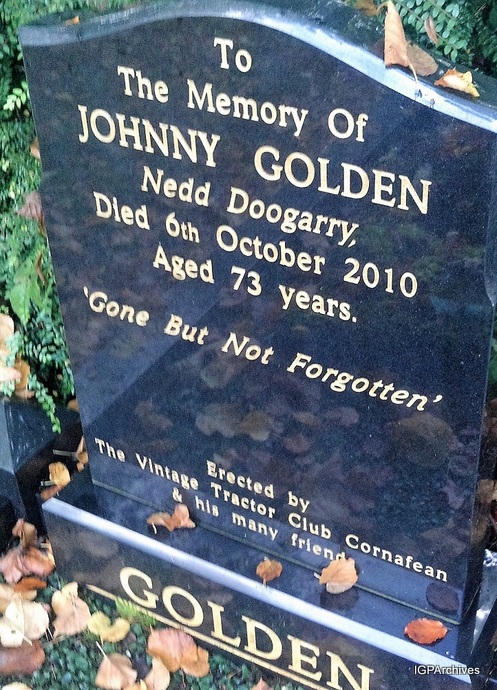 To
The Memory Of
JOHNNY GOLDEN
Nedd Doogarry,
Died 6th October 2010
Aged 73 years.
'Gone But Not Forgotten'
Erected by
The Vintage Tractor Club Cornafean
& his many friends
GOLDEN
IGPArchives